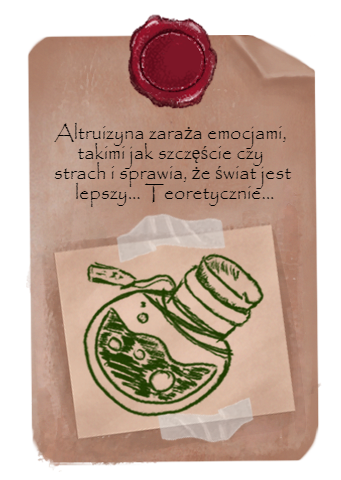 Altruizyna zaraża emocjami,
takimi jak szczęście czy
strach i sprawia, że świat jest
lepszy... Teoretycznie...